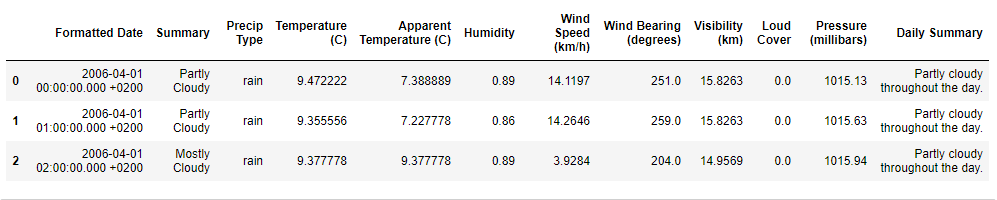 Formatted Date Summary Precip Type Temperature (C) Apparent Temperature (C) Humidity Wind Speed (km/h) Wind Bearing (degrees) Visibility (km) Loud Cover Pressure (millibars) Daily Summary
0 2006-04-01 00:00:00.000 +0200 Partly Cloudy rain 9.472222 7.388889 0.89 14.1197 251.0 15.8263 0.0 1015.13 Partly cloudy throughout the day.
1 2006-04-01 01:00:00.000 +0200 Partly Cloudy rain 9.355556 7.227778 0.86 14.2646 259.0 15.8263 0.0 1015.63 Partly cloudy throughout the day.
2 2006-04-01 02:00:00.000 +0200 Mostly Cloudy rain 9.377778 9.377778 0.89 3.9284 204.0 14.9569 0.0 1015.94 Partly cloudy throughout the day.